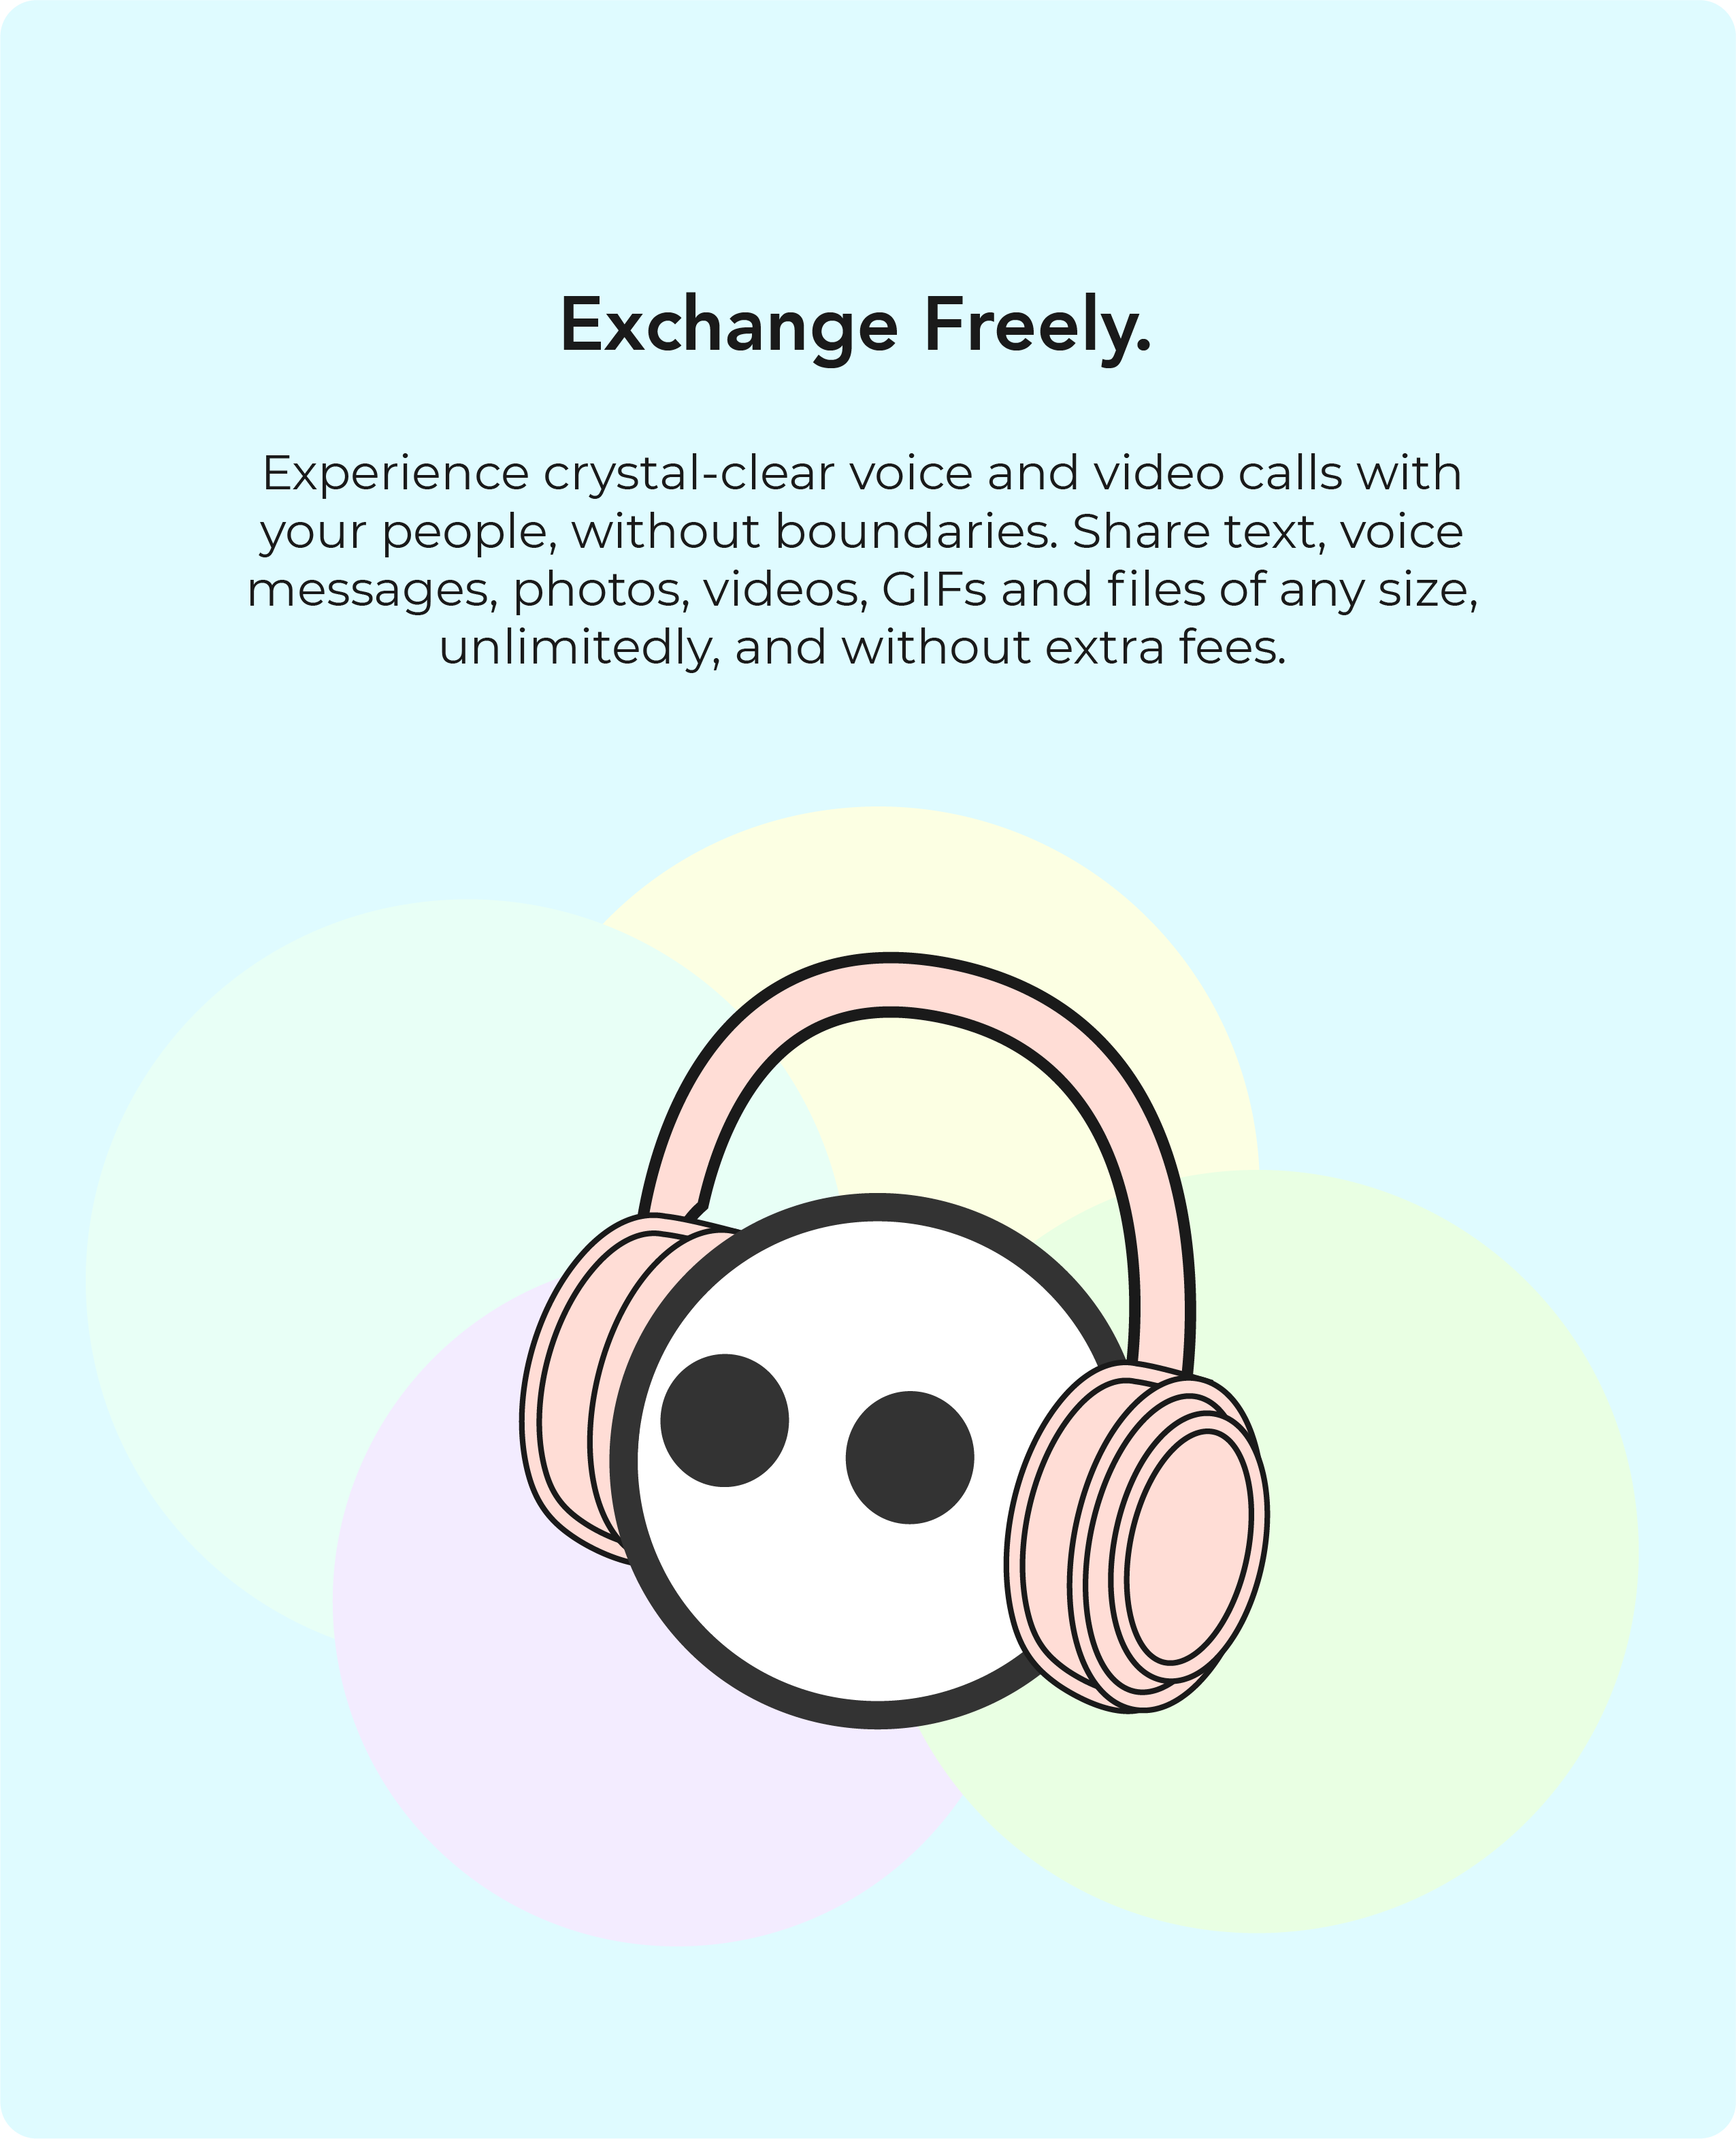 Exchange Freely.
Experience crystal-clear voice and video calls with
your people, without boundaries. Share text, voice
messages, photos, videos, GIFs and files of any size,
unlimitedly, and without extra fees.